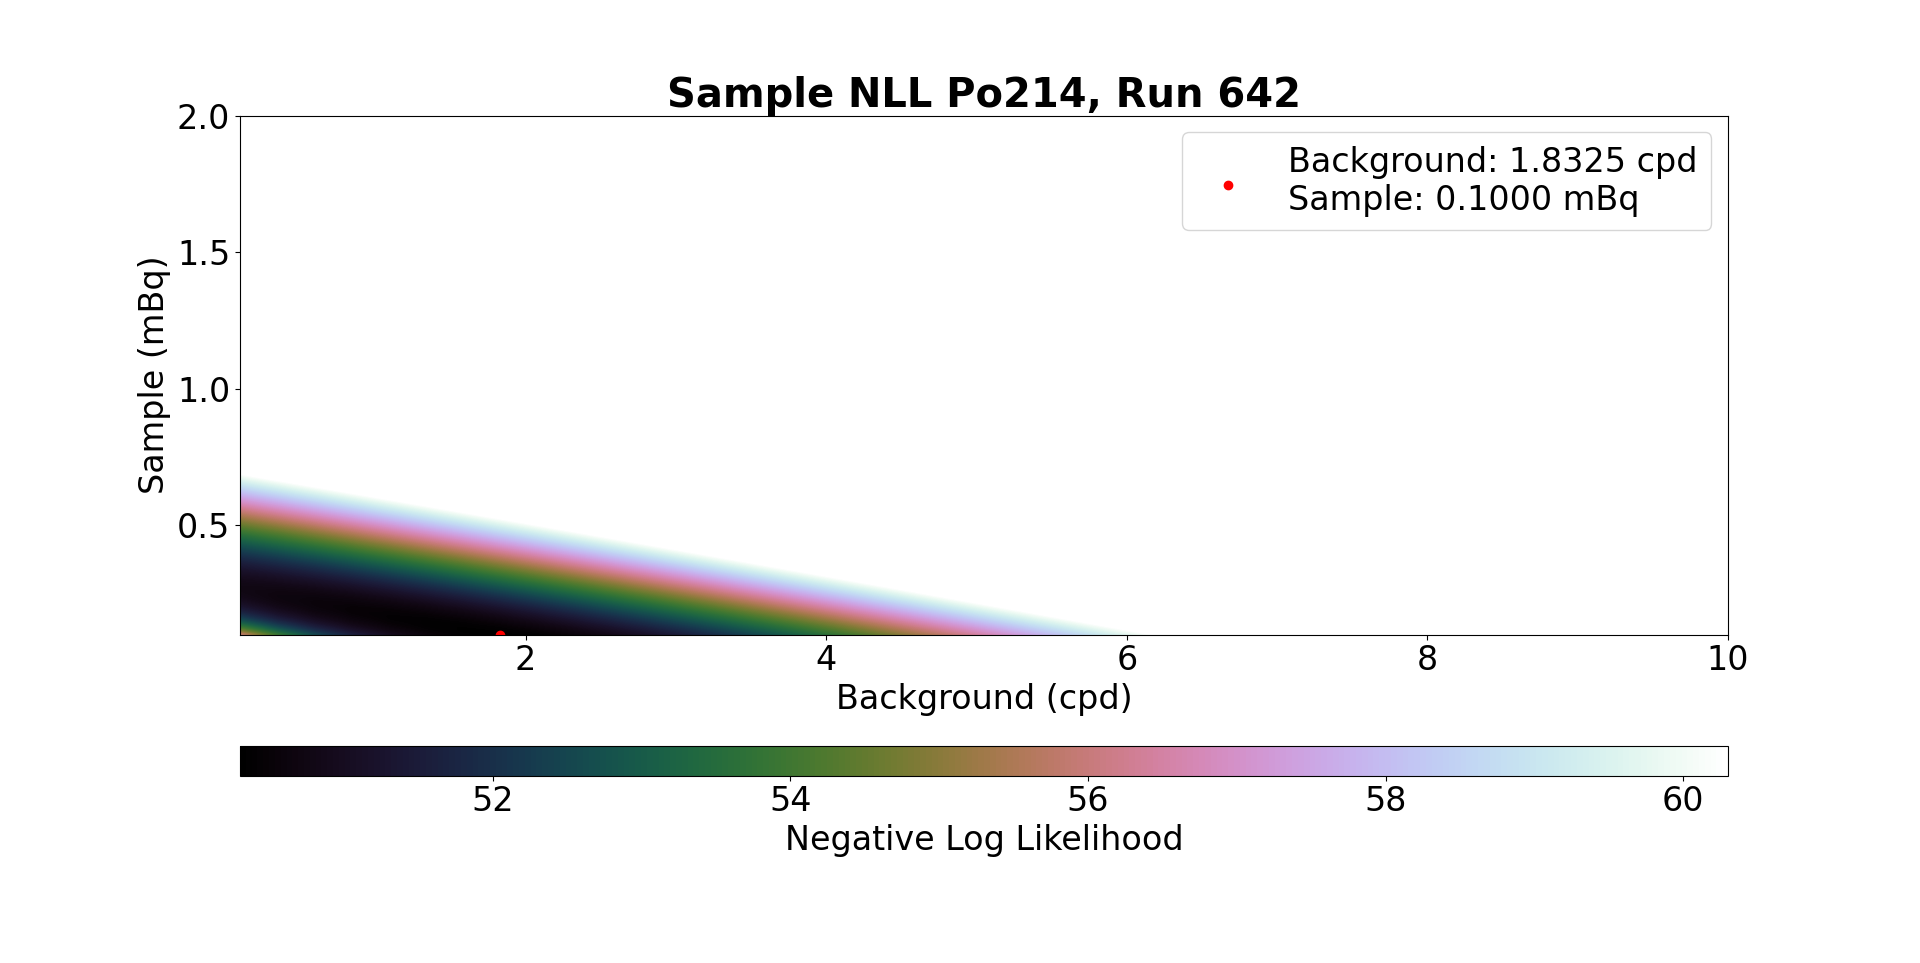 Sample NLL Po214, Run 642
Background: 1.8325 cpd
Sample: 0.1000 mBq
Sample (mBq)
2.0
1.5
1.0
0.5
2 4 6 8 10
Background (cpd)
52 54 56 58 60
Negative Log Likelihood